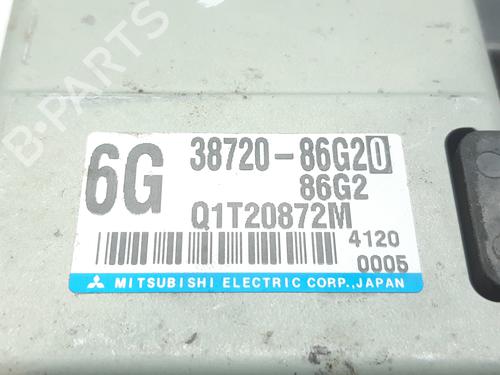 B-PARTS
6G 38720-86G20
86G2
Q1T20872M
4120
0005
MITSUBISHI ELECTRIC CORP., JAPAN